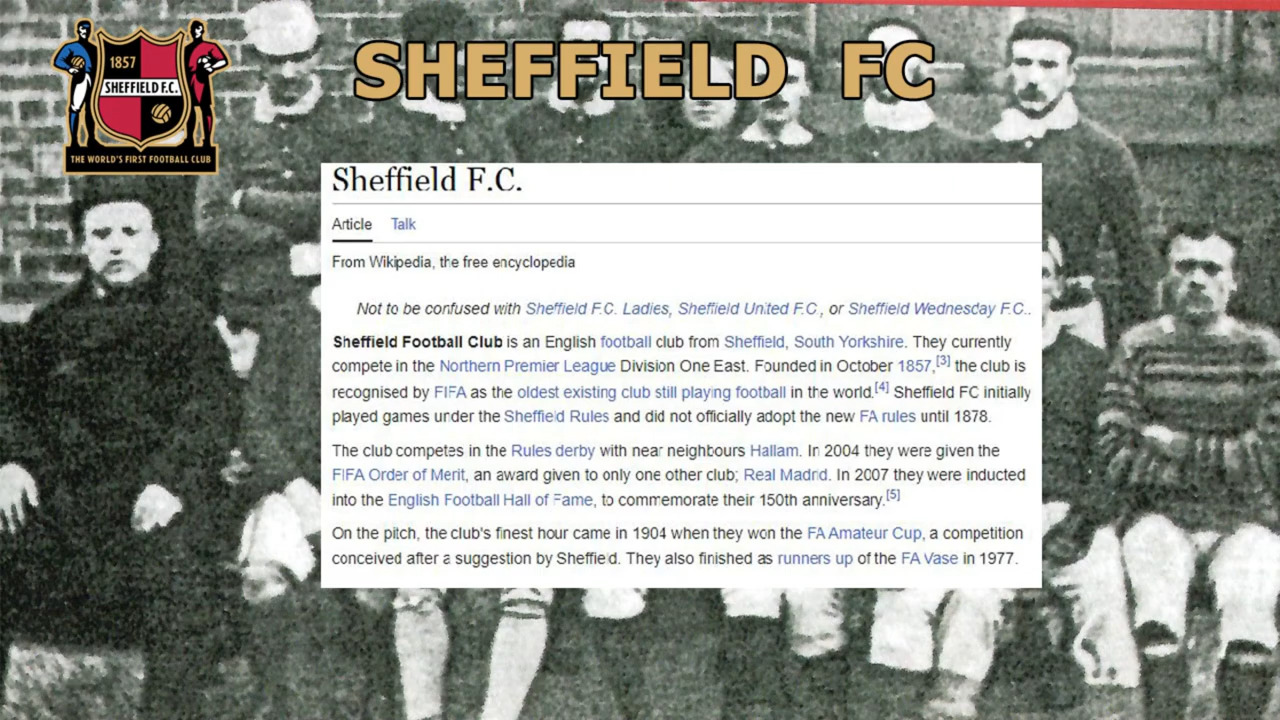 1857
SHEFFIELD F.C.
THE WORLD'S FIRST FOOTBALL CLUB
SHEFFIELD FC
Sheffield F.C.
Article Talk
From Wikipedia, the free encyclopedia
Not to be confused with Sheffield F.C. Ladies, Sheffield United F.C., or Sheffield Wednesday F.C..
Sheffield Football Club is an English football club from Sheffield, South Yorkshire. They currently
compete in the Northern Premier League Division One East. Founded in October 1857,[3] the club is
recognised by FIFA as the oldest existing club still playing football in the world.[4] Sheffield FC initially
played games under the Sheffield Rules and did not officially adopt the new FA rules until 1878.
The club competes in the Rules derby with near neighbours Hallam. In 2004 they were given the
FIFA Order of Merit, an award given to only one other club; Real Madrid. In 2007 they were inducted
into the English Football Hall of Fame, to commemorate their 150th anniversary.[5]
On the pitch, the club's finest hour came in 1904 when they won the FA Amateur Cup, a competition
conceived after a suggestion by Sheffield. They also finished as runners up of the FA Vase in 1977.